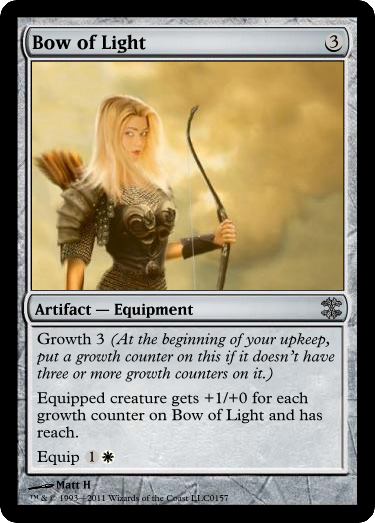 Bow of Light 3
Artifact — Equipment
Growth 3 (At the beginning of your upkeep,
put a growth counter on this if it doesn't have
three or more growth counters on it.)
Equipped creature gets +1/+0 for each
growth counter on Bow of Light and has
reach.
Equip 1
Matt H
™ & © 1993–2011 Wizards of the Coast LLC 0157